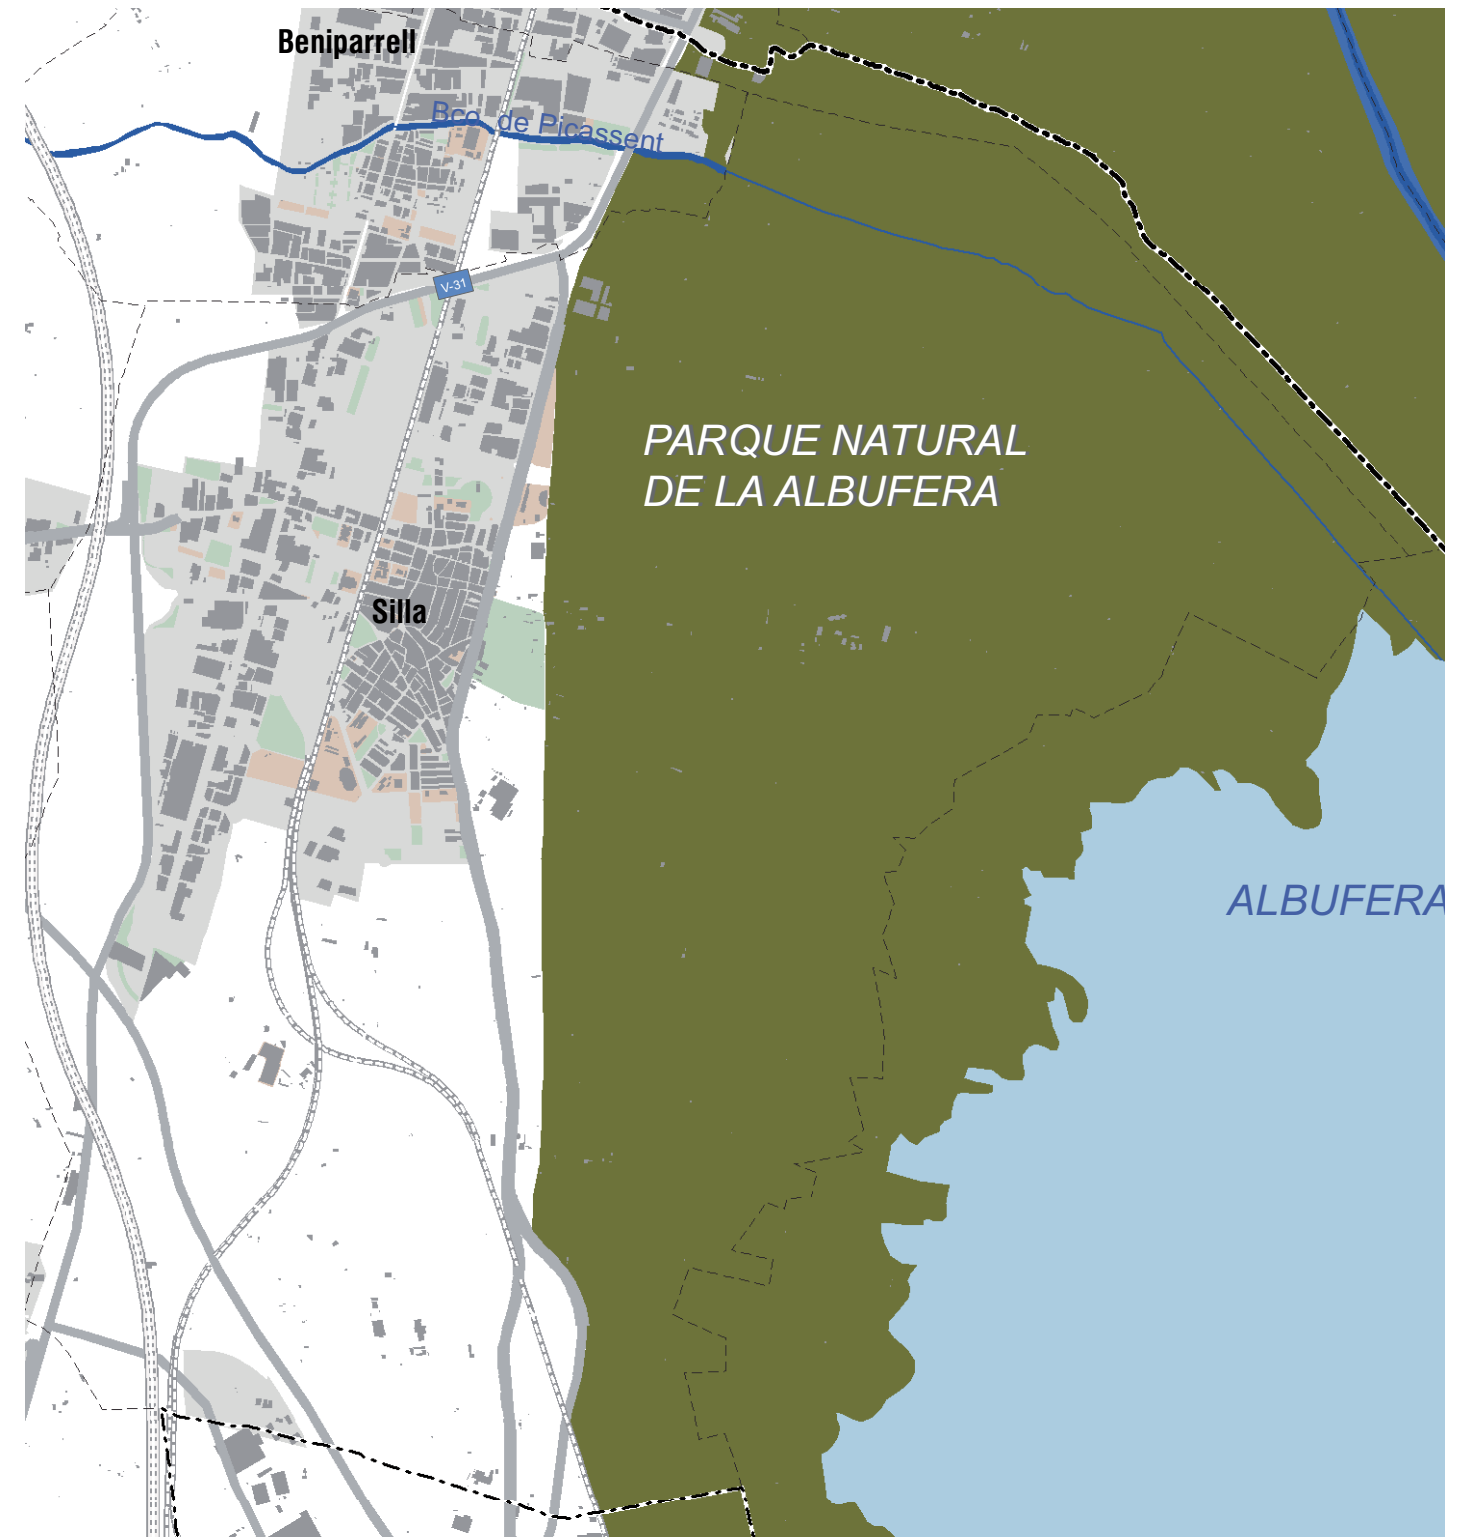 Beniparrell
Bco. de Picassent
V-31
PARQUE NATURAL
DE LA ALBUFERA
Silla
ALBUFERA